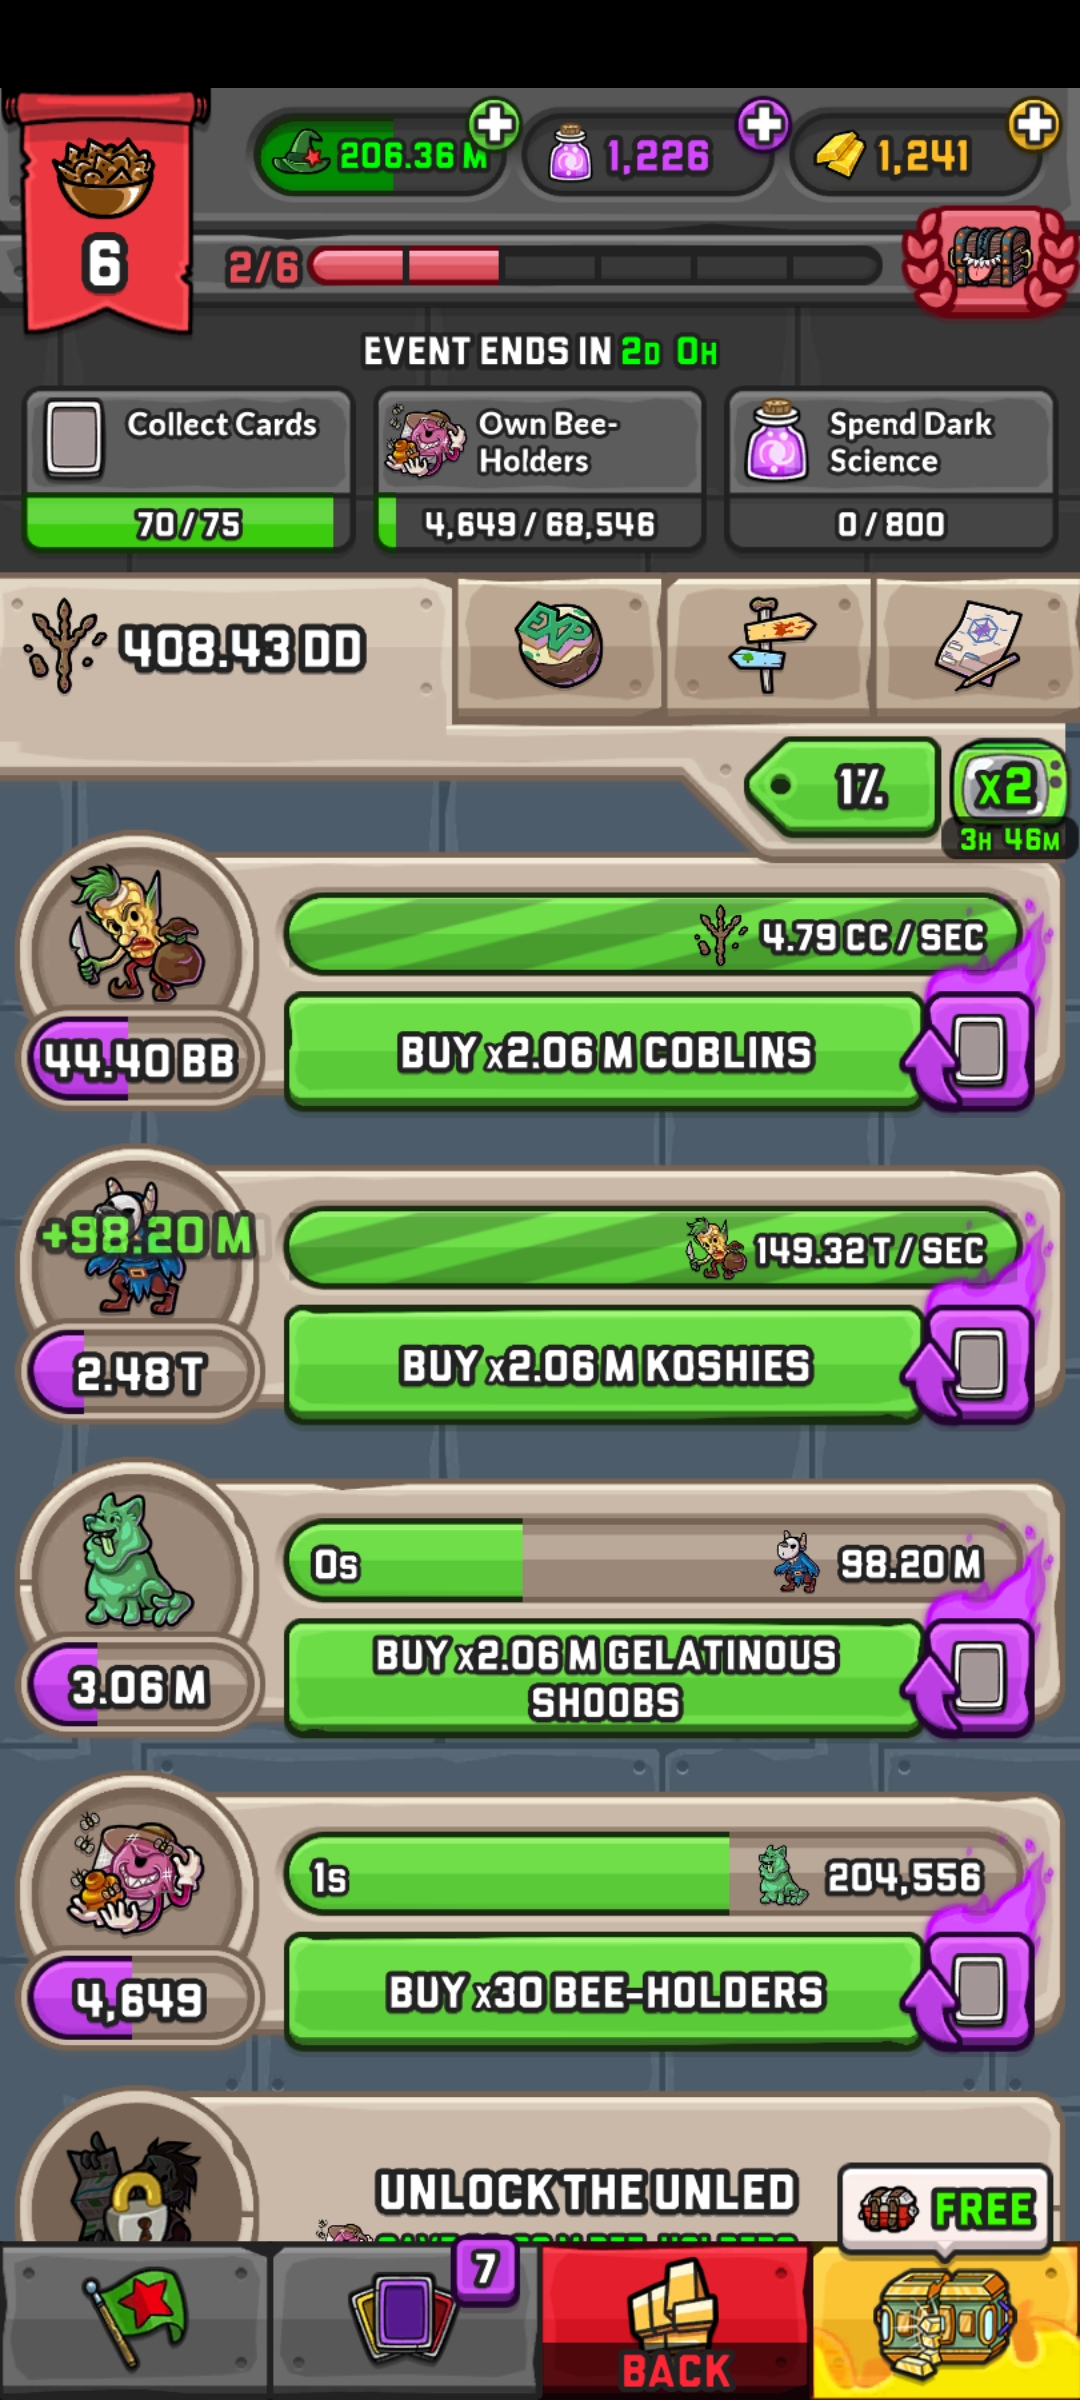 206.36 M
1,226
1,241
6
2/6
EVENT ENDS IN 2D 0H
Collect Cards
70/75
Own Bee-
Holders
4,649/68,546
Spend Dark
Science
0/800
408.43 DD
EXP
1%
x2
3H 46M
4.79 CC/SEC
44.40 BB
BUY x2.06 M COBLINS
+98.20 M
149.32 T/SEC
2.48 T
BUY x2.06 M KOSHIES
0s
98.20 M
3.06 M
BUY x2.06 M GELATINOUS
SHOOBS
1s
204,556
4,649
BUY x30 BEE-HOLDERS
UNLOCK THE UNLED
FREE
7
BACK